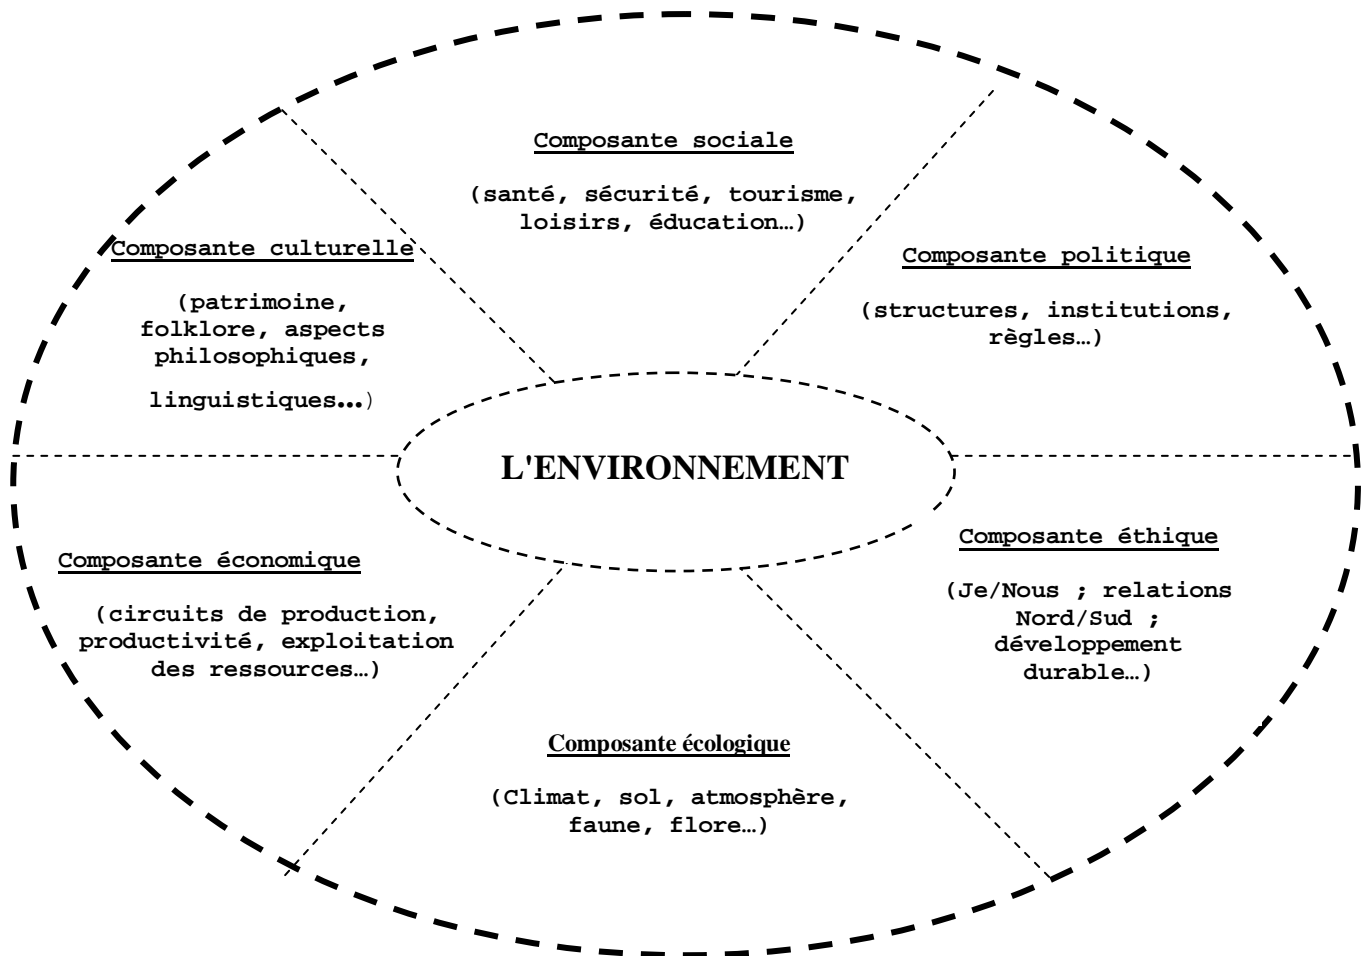 Composante sociale
(santé, sécurité, tourisme,
loisirs, éducation…)
Composante culturelle
(patrimoine,
folklore, aspects
philosophiques,
linguistiques…)
Composante politique
(structures, institutions,
règles…)
L'ENVIRONNEMENT
Composante économique
(circuits de production,
productivité, exploitation
des ressources…)
Composante éthique
(Je/Nous ; relations
Nord/Sud ;
développement
durable…)
Composante écologique
(Climat, sol, atmosphère,
faune, flore…)